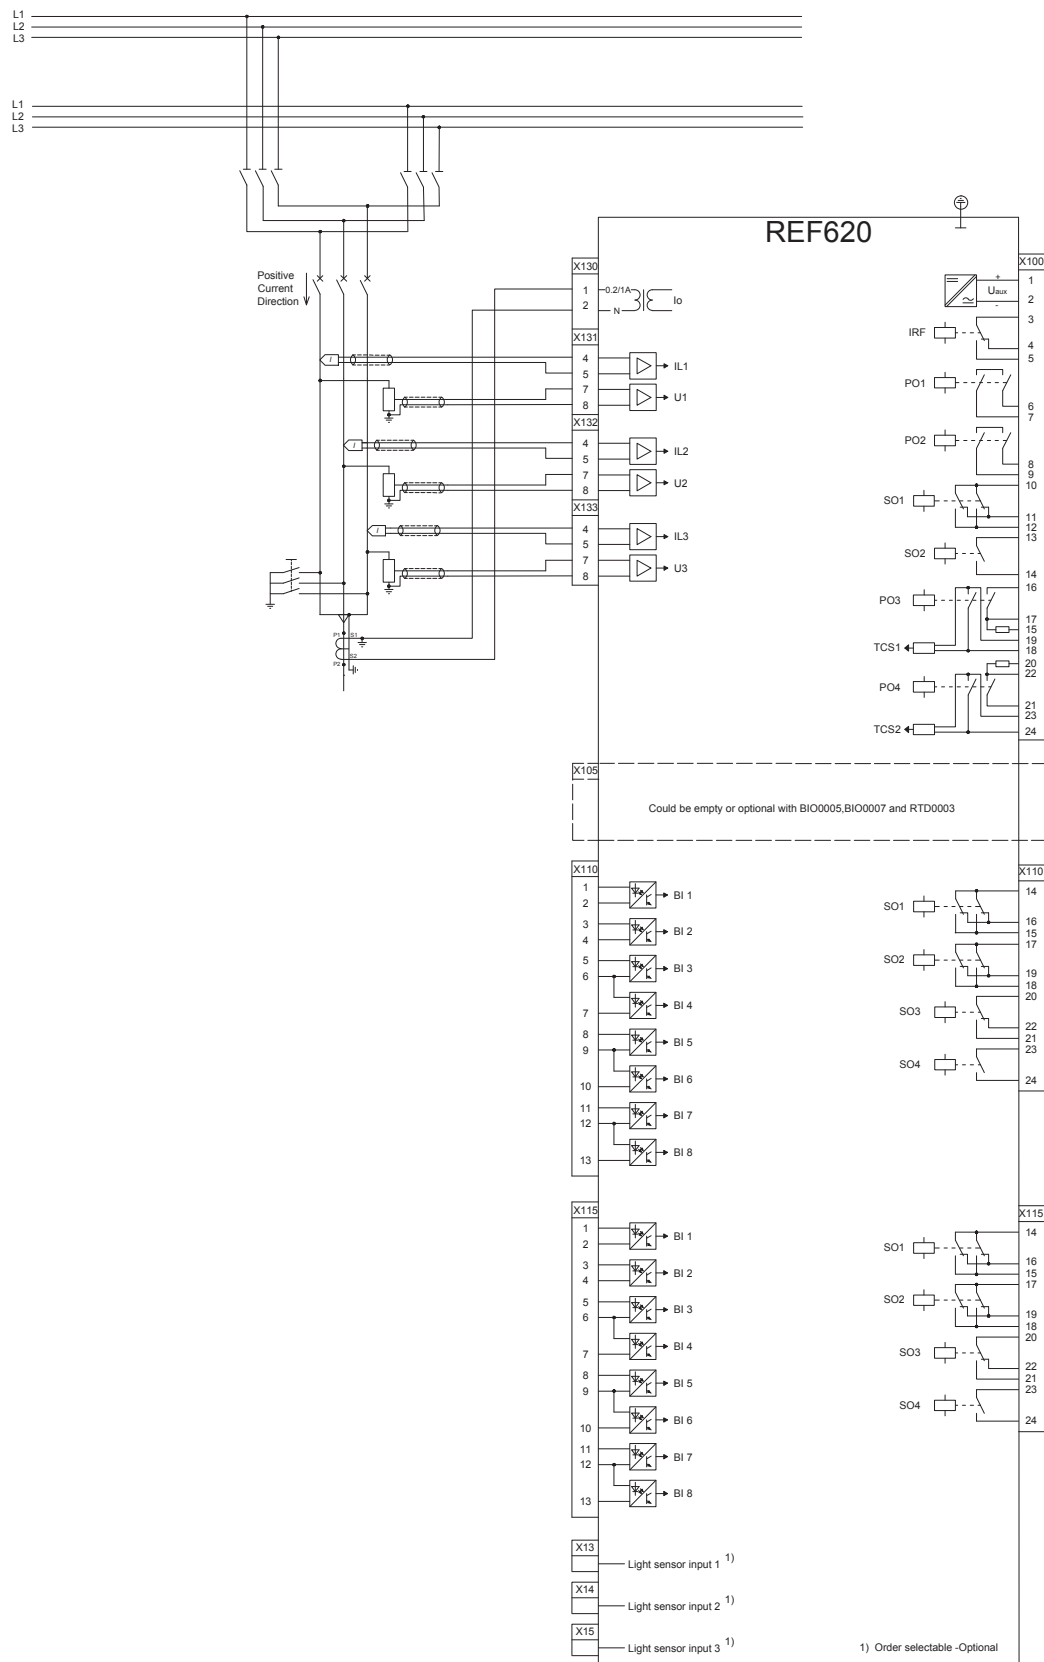 L1
L2
L3
L1
L2
L3
Positive
Current
Direction
REF620
X130
1 0.2/1A Io
2 N
X131
4 I IL1
5
7 U1
8
X132
4 I IL2
5
7 U2
8
X133
4 I IL3
5
7 U3
8
P1 S1
S2
P2
X100
1 +
Uaux
2 -
3
IRF
4
5
PO1
6
7
PO2
8
9
10
SO1
11
12
13
SO2
14
16
PO3
17
15
19
TCS1
18
20
22
PO4
21
23
TCS2
24
X105
Could be empty or optional with BIO0005,BIO0007 and RTD0003
X110
1 BI 1
2
3 BI 2
4
5 BI 3
6
BI 4
7
8 BI 5
9
BI 6
10
11 BI 7
12
BI 8
13
X110
14
SO1
16
15
17
SO2
19
18
20
SO3
22
21
23
SO4
24
X115
1 BI 1
2
3 BI 2
4
5 BI 3
6
BI 4
7
8 BI 5
9
BI 6
10
11 BI 7
12
BI 8
13
X115
14
SO1
16
15
17
SO2
19
18
20
SO3
22
21
23
SO4
24
X13
Light sensor input 1 1)
X14
Light sensor input 2 1)
X15
Light sensor input 3 1)
1) Order selectable -Optional